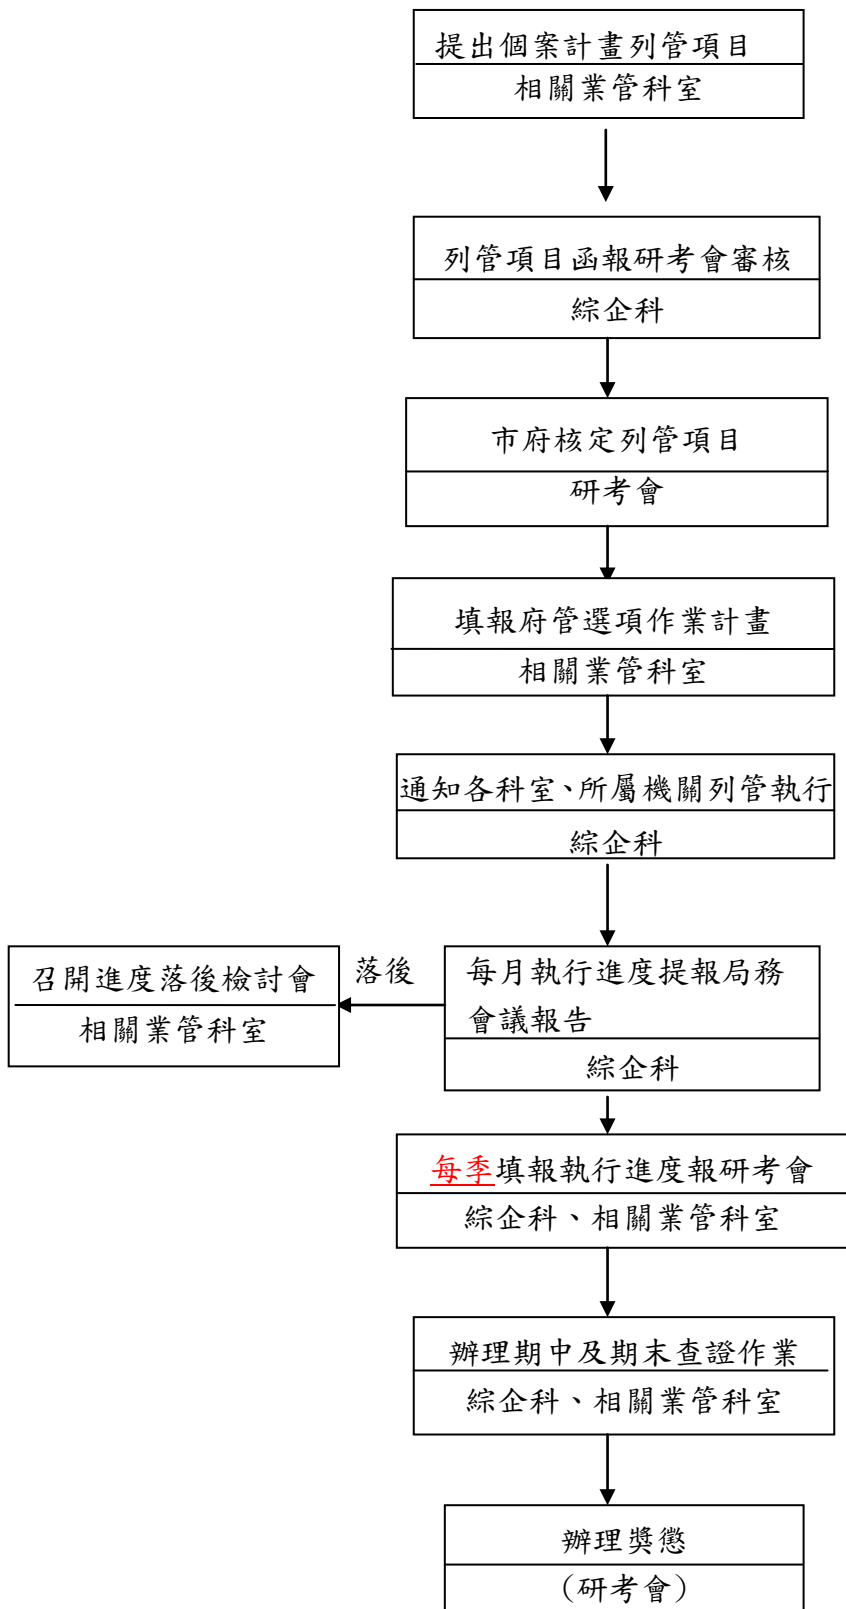 提出個案計畫列管項目
相關業管科室
列管項目函報研考會審核
綜企科
市府核定列管項目
研考會
填報府管選項作業計畫
相關業管科室
通知各科室、所屬機關列管執行
綜企科
召開進度落後檢討會
相關業管科室
落後
每月執行進度提報局務
會議報告
綜企科
每季填報執行進度報研考會
綜企科、相關業管科室
辦理期中及期末查證作業
綜企科、相關業管科室
辦理獎懲
(研考會)